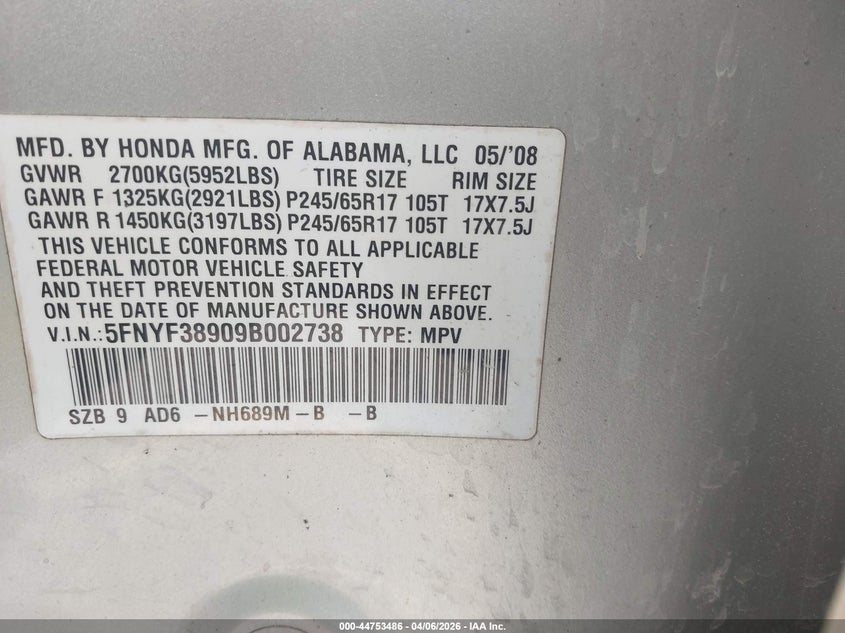 MFD. BY HONDA MFG. OF ALABAMA, LLC 05/'08
GVWR 2700KG(5952LBS) TIRE SIZE RIM SIZE
GAWR F 1325KG(2921LBS) P245/65R17 105T 17X7.5J
GAWR R 1450KG(3197LBS) P245/65R17 105T 17X7.5J
THIS VEHICLE CONFORMS TO ALL APPLICABLE
FEDERAL MOTOR VEHICLE SAFETY
AND THEFT PREVENTION STANDARDS IN EFFECT
ON THE DATE OF MANUFACTURE SHOWN ABOVE.
V.I.N.:5FNYF38909B002738 TYPE: MPV
SZB 9 AD6 -NH689M-B -B
000-44753486 - 04/06/2026 - IAA Inc.